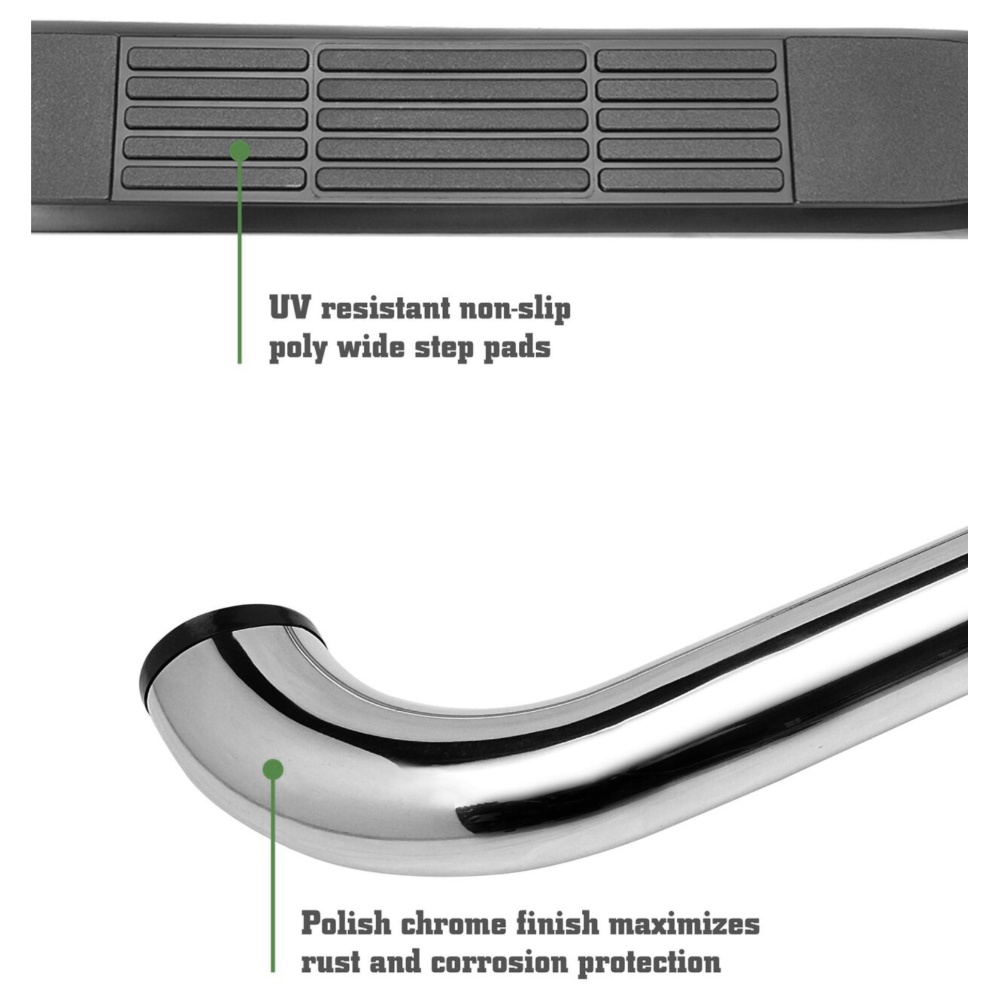 UV resistant non-slip
poly wide step pads
Polish chrome finish maximizes
rust and corrosion protection